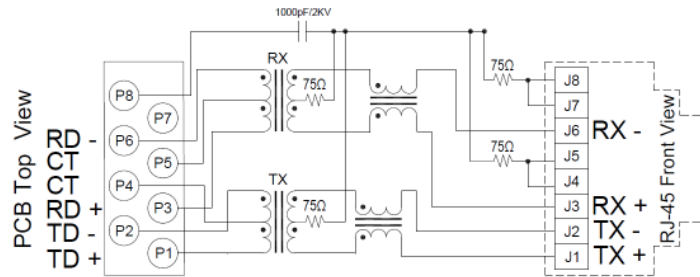 1000pF/2KV
RX
75Ω
75Ω
P8
P7
P6
P5
P4
P3
P2
P1
RD -
CT
CT
RD +
TD -
TD +
PCB Top View
TX
75Ω
75Ω
J8
J7
J6
J5
J4
J3
J2
J1
RX -
RX +
TX -
TX +
RJ-45 Front View